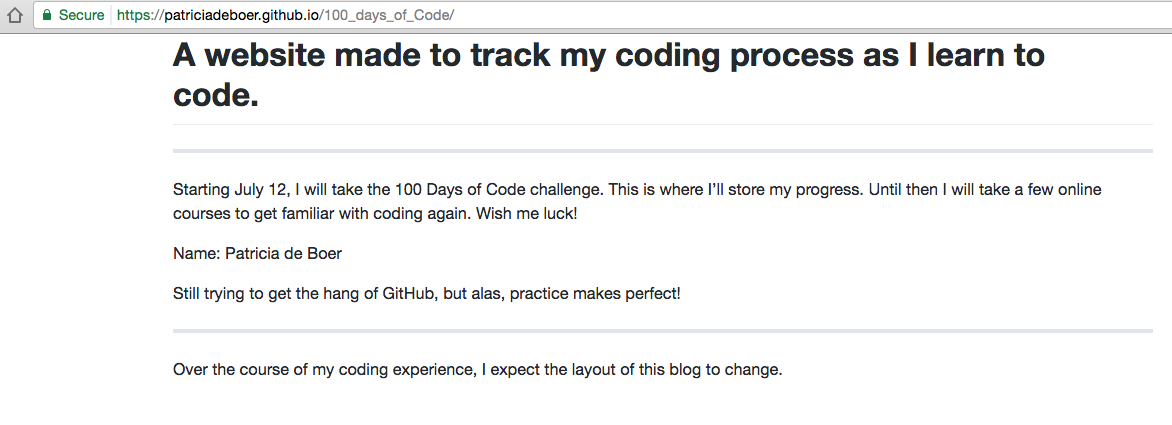 Secure https://patriciadeboer.github.io/100_days_of_Code/
A website made to track my coding process as I learn to
code.
Starting July 12, I will take the 100 Days of Code challenge. This is where I’ll store my progress. Until then I will take a few online
courses to get familiar with coding again. Wish me luck!
Name: Patricia de Boer
Still trying to get the hang of GitHub, but alas, practice makes perfect!
Over the course of my coding experience, I expect the layout of this blog to change.